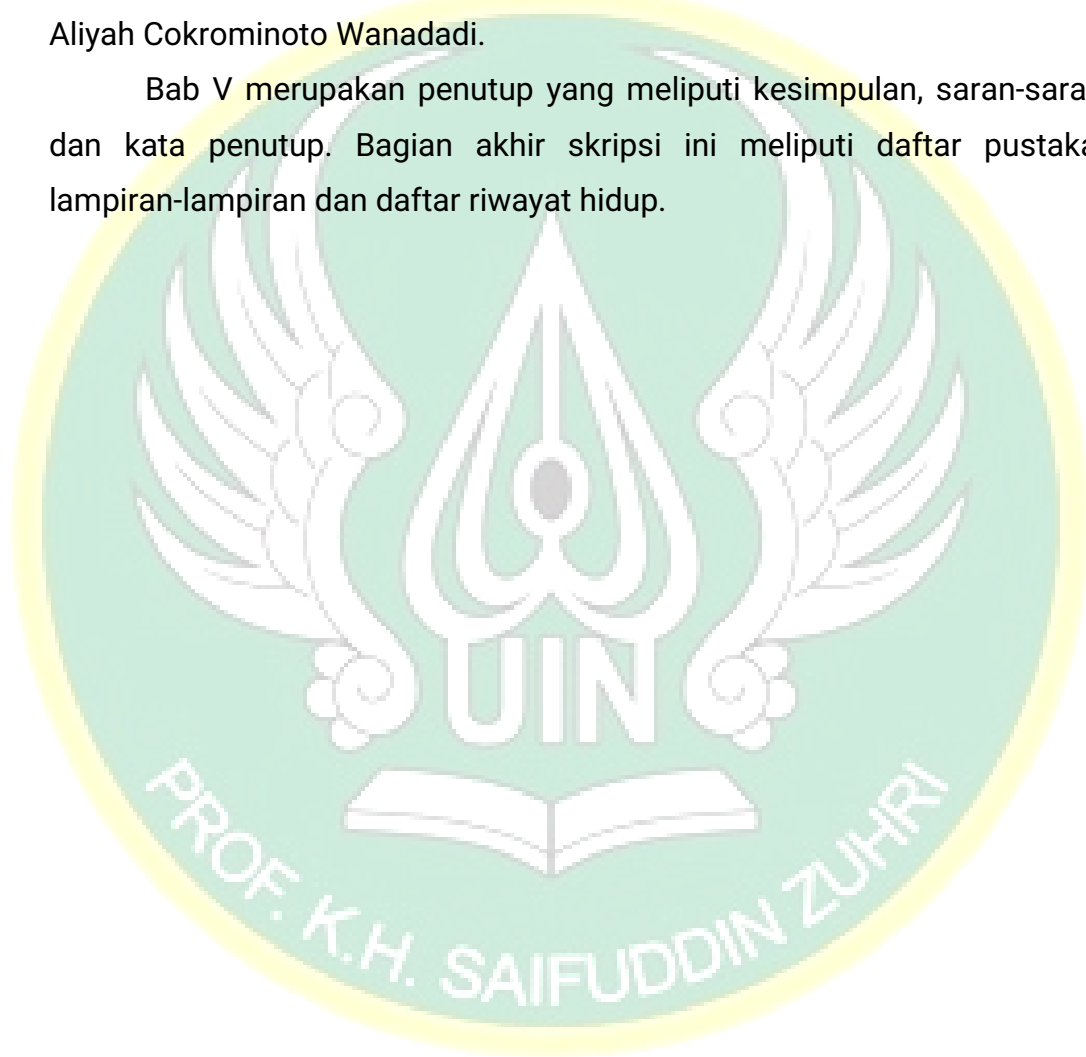 Aliyah Cokrominoto Wanadadi.
Bab V merupakan penutup yang meliputi kesimpulan, saran-sara
dan kata penutup. Bagian akhir skripsi ini meliputi daftar pustaka
lampiran-lampiran dan daftar riwayat hidup.
UIN
PROF. K.H. SAIFUDDIN ZUHRI